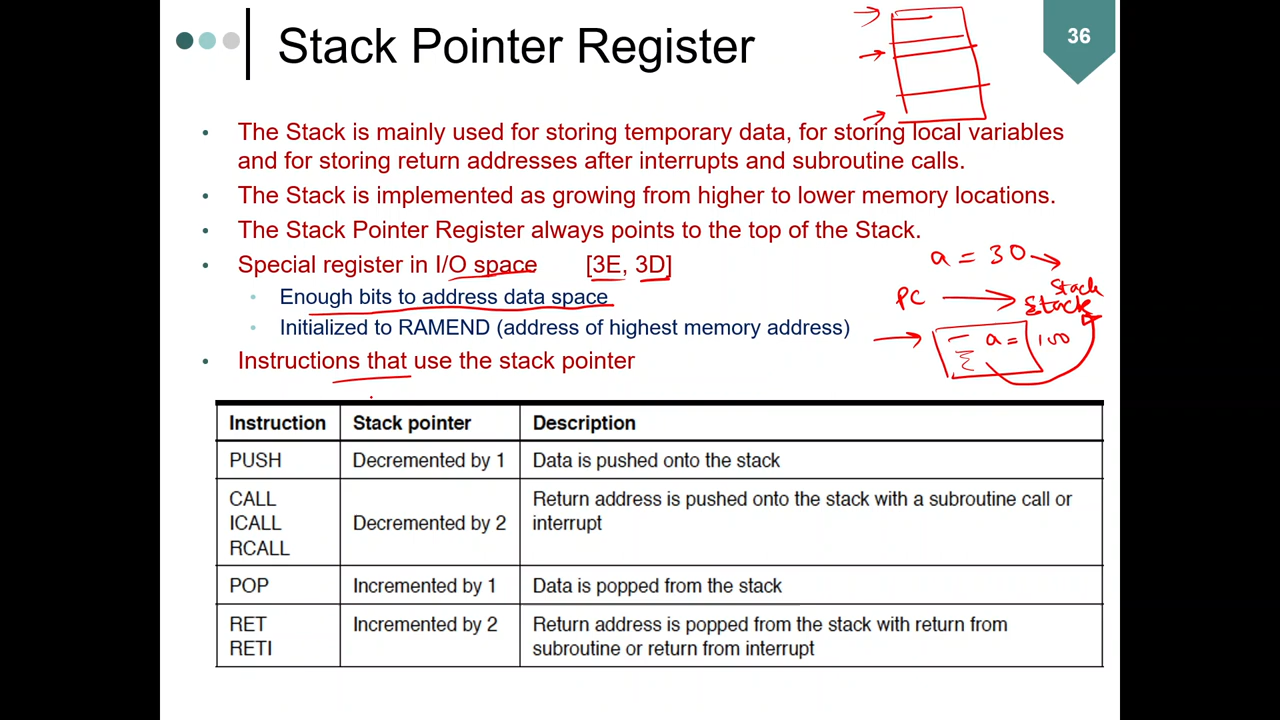 Stack Pointer Register
36
• The Stack is mainly used for storing temporary data, for storing local variables
and for storing return addresses after interrupts and subroutine calls.
• The Stack is implemented as growing from higher to lower memory locations.
• The Stack Pointer Register always points to the top of the Stack.
a = 30
• Special register in I/O space [3E, 3D]
Stack
PC Stack
• Enough bits to address data space
• Initialized to RAMEND (address of highest memory address)
a = 100
• Instructions that use the stack pointer
Instruction Stack pointer Description
PUSH Decremented by 1 Data is pushed onto the stack
CALL Return address is pushed onto the stack with a subroutine call or
ICALL Decremented by 2 interrupt
RCALL
POP Incremented by 1 Data is popped from the stack
RET Incremented by 2 Return address is popped from the stack with return from
RETI subroutine or return from interrupt